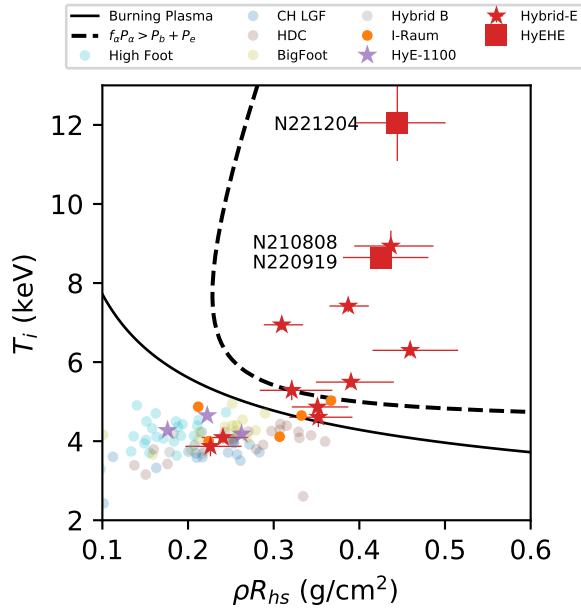 Burning Plasma
fαPα > Pb + Pe
High Foot
CH LGF
HDC
BigFoot
Hybrid B
I-Raum
HyE-1100
Hybrid-E
HyEHE
N221204
N210808
N220919
12
10
8
6
4
2
Ti (keV)
0.1 0.2 0.3 0.4 0.5 0.6
ρRhs (g/cm²)